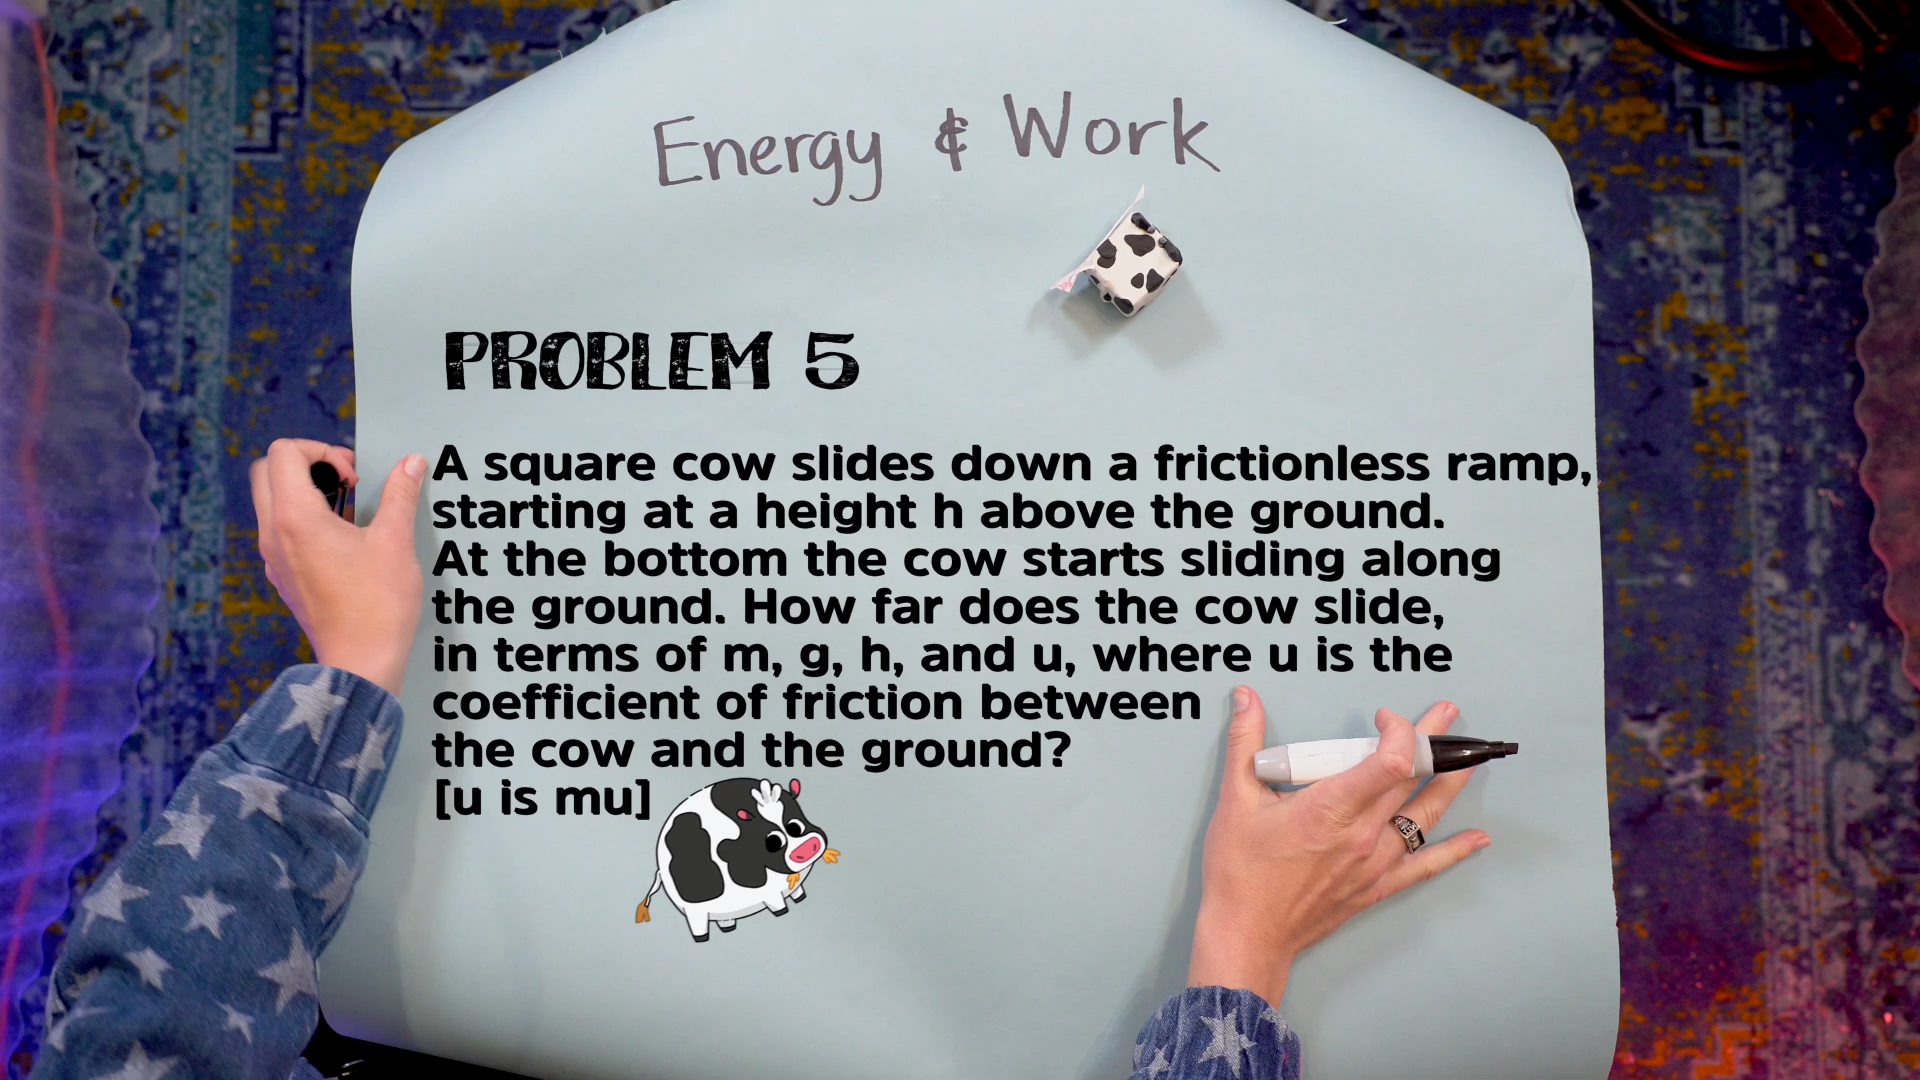 Energy & Work
PROBLEM 5
A square cow slides down a frictionless ramp,
starting at a height h above the ground.
At the bottom the cow starts sliding along
the ground. How far does the cow slide,
in terms of m, g, h, and u, where u is the
coefficient of friction between
the cow and the ground?
[u is mu]